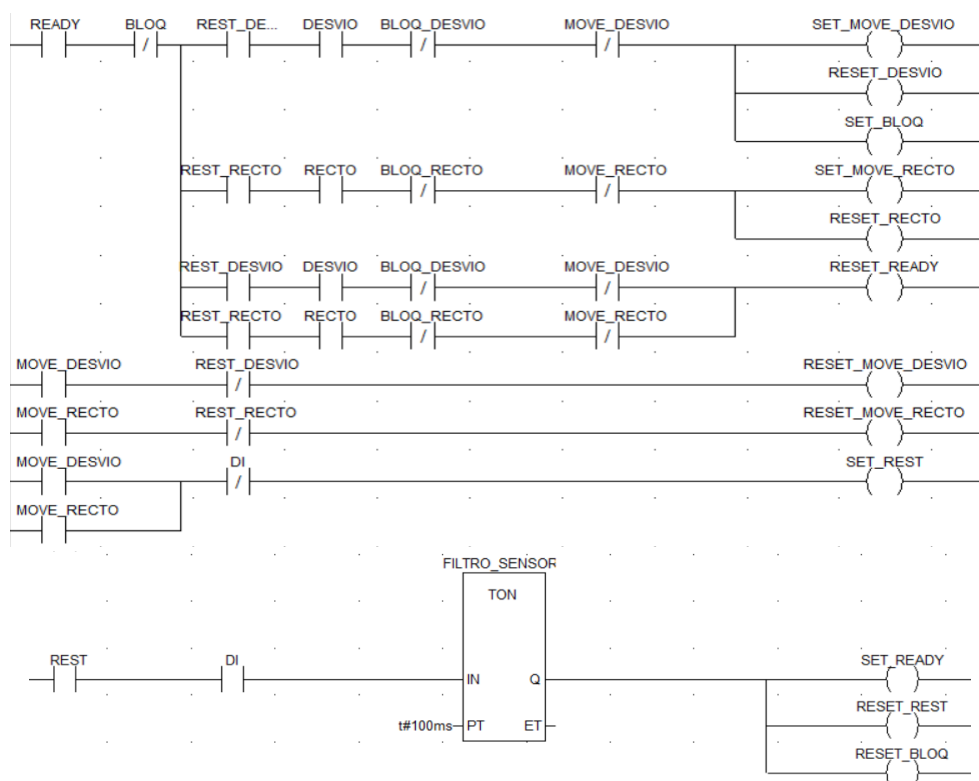 READY BLOQ REST_DE... DESVIO BLOQ_DESVIO MOVE_DESVIO SET_MOVE_DESVIO
RESET_DESVIO
SET_BLOQ
REST_RECTO RECTO BLOQ_RECTO MOVE_RECTO SET_MOVE_RECTO
RESET_RECTO
REST_DESVIO DESVIO BLOQ_DESVIO MOVE_DESVIO RESET_READY
REST_RECTO RECTO BLOQ_RECTO MOVE_RECTO
MOVE_DESVIO REST_DESVIO RESET_MOVE_DESVIO
MOVE_RECTO REST_RECTO RESET_MOVE_RECTO
MOVE_DESVIO DI SET_REST
MOVE_RECTO
FILTRO_SENSOR
TON
REST DI IN Q SET_READY
t#100ms PT ET RESET_REST
RESET_BLOQ